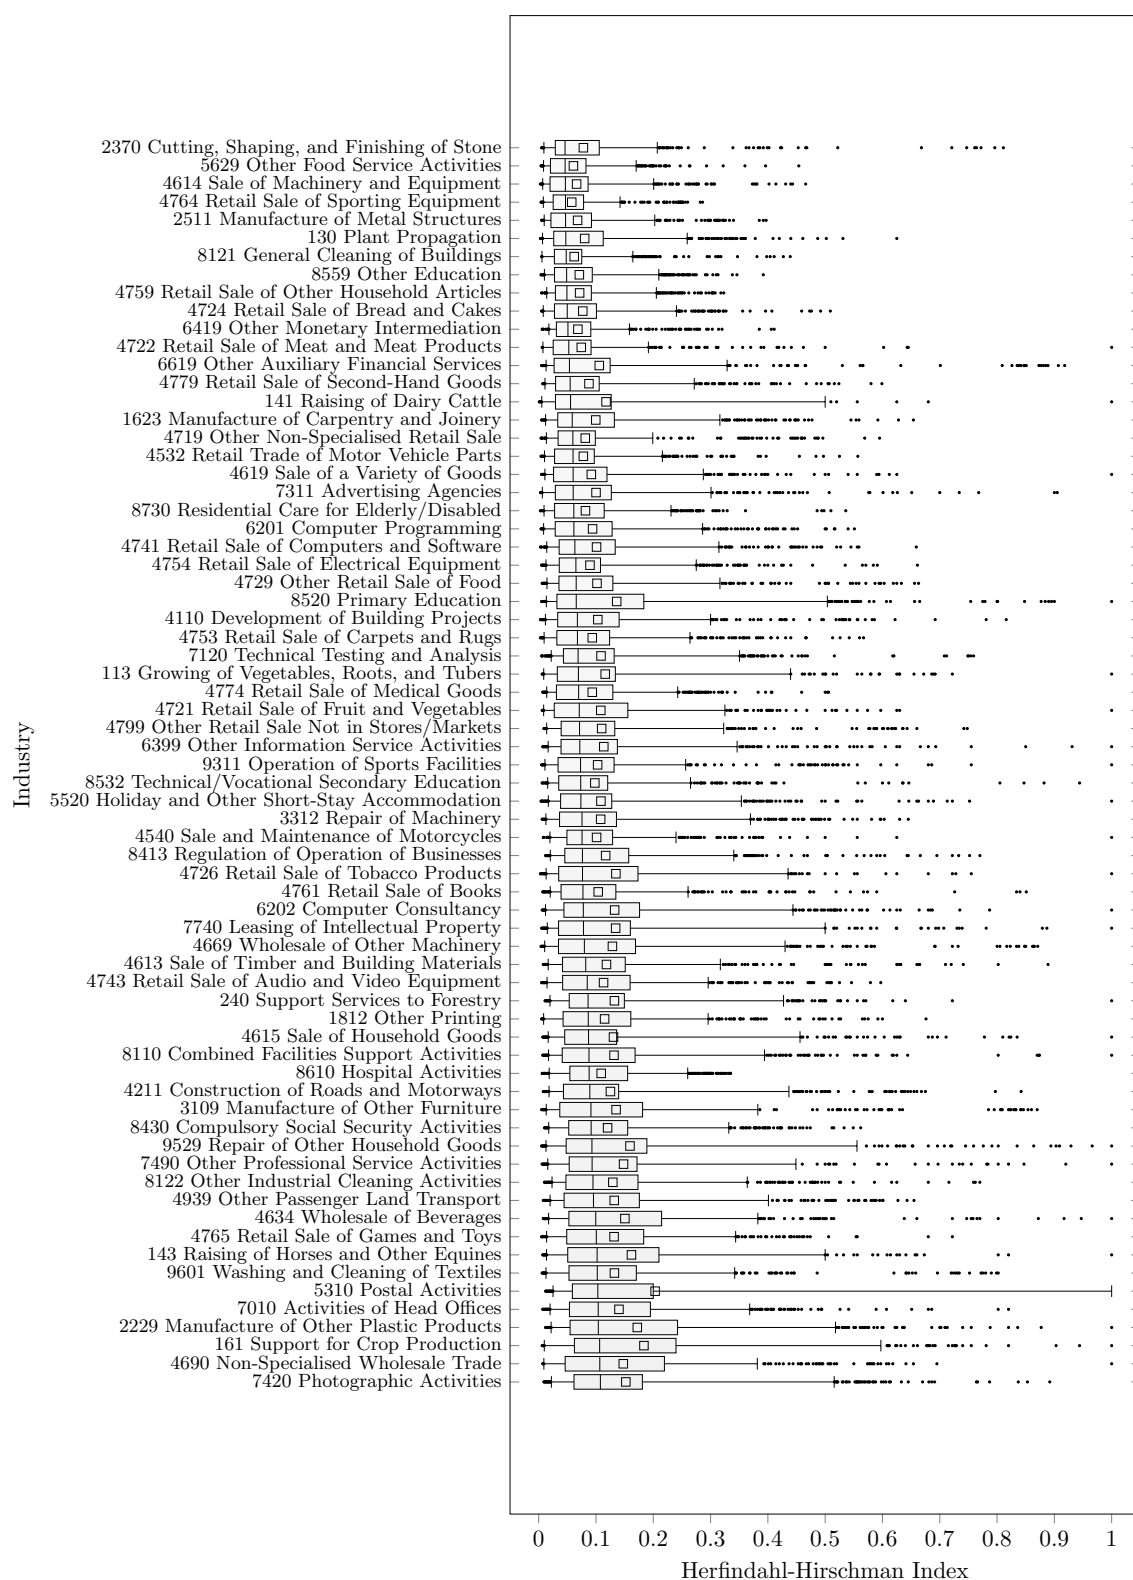 2370 Cutting, Shaping, and Finishing of Stone
5629 Other Food Service Activities
4614 Sale of Machinery and Equipment
4764 Retail Sale of Sporting Equipment
2511 Manufacture of Metal Structures
130 Plant Propagation
8121 General Cleaning of Buildings
8559 Other Education
4759 Retail Sale of Other Household Articles
4724 Retail Sale of Bread and Cakes
6419 Other Monetary Intermediation
4722 Retail Sale of Meat and Meat Products
6619 Other Auxiliary Financial Services
4779 Retail Sale of Second-Hand Goods
141 Raising of Dairy Cattle
1623 Manufacture of Carpentry and Joinery
4719 Other Non-Specialised Retail Sale
4532 Retail Trade of Motor Vehicle Parts
4619 Sale of a Variety of Goods
7311 Advertising Agencies
8730 Residential Care for Elderly/Disabled
6201 Computer Programming
4741 Retail Sale of Computers and Software
4754 Retail Sale of Electrical Equipment
4729 Other Retail Sale of Food
8520 Primary Education
4110 Development of Building Projects
4753 Retail Sale of Carpets and Rugs
7120 Technical Testing and Analysis
113 Growing of Vegetables, Roots, and Tubers
4774 Retail Sale of Medical Goods
4721 Retail Sale of Fruit and Vegetables
4799 Other Retail Sale Not in Stores/Markets
6399 Other Information Service Activities
9311 Operation of Sports Facilities
8532 Technical/Vocational Secondary Education
5520 Holiday and Other Short-Stay Accommodation
3312 Repair of Machinery
4540 Sale and Maintenance of Motorcycles
8413 Regulation of Operation of Businesses
4726 Retail Sale of Tobacco Products
4761 Retail Sale of Books
6202 Computer Consultancy
7740 Leasing of Intellectual Property
4669 Wholesale of Other Machinery
4613 Sale of Timber and Building Materials
4743 Retail Sale of Audio and Video Equipment
240 Support Services to Forestry
1812 Other Printing
4615 Sale of Household Goods
8110 Combined Facilities Support Activities
8610 Hospital Activities
4211 Construction of Roads and Motorways
3109 Manufacture of Other Furniture
8430 Compulsory Social Security Activities
9529 Repair of Other Household Goods
7490 Other Professional Service Activities
8122 Other Industrial Cleaning Activities
4939 Other Passenger Land Transport
4634 Wholesale of Beverages
4765 Retail Sale of Games and Toys
143 Raising of Horses and Other Equines
9601 Washing and Cleaning of Textiles
5310 Postal Activities
7010 Activities of Head Offices
2229 Manufacture of Other Plastic Products
161 Support for Crop Production
4690 Non-Specialised Wholesale Trade
7420 Photographic Activities
Industry
0 0.1 0.2 0.3 0.4 0.5 0.6 0.7 0.8 0.9 1
Herfindahl-Hirschman Index